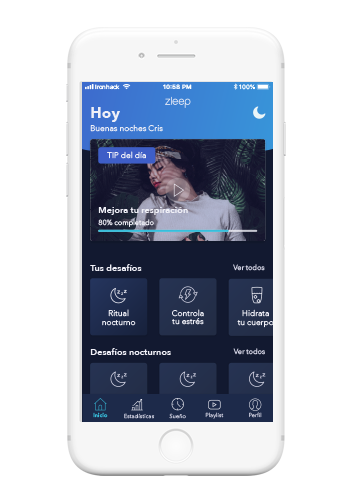 Ironhack
10:58 PM
100%
zleep
Hoy
Buenas noches Cris
TIP del día
Mejora tu respiración
80% completado
Tus desafíos
Ver todos
Ritual
nocturno
Controla
tu estrés
Hidrata
tu cuerpo
Desafíos nocturnos
Ver todos
Inicio
Estadísticas
Sueño
Playlist
Perfil